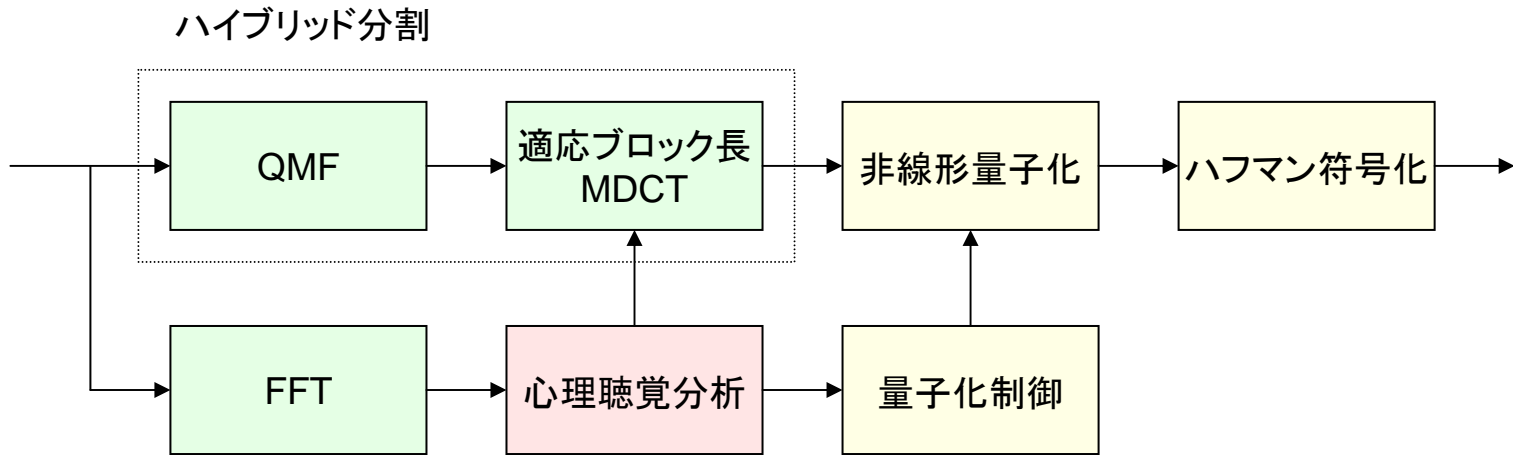 ハイブリッド分割
QMF
適応ブロック長
MDCT
非線形量子化
ハフマン符号化
FFT
心理聴覚分析
量子化制御